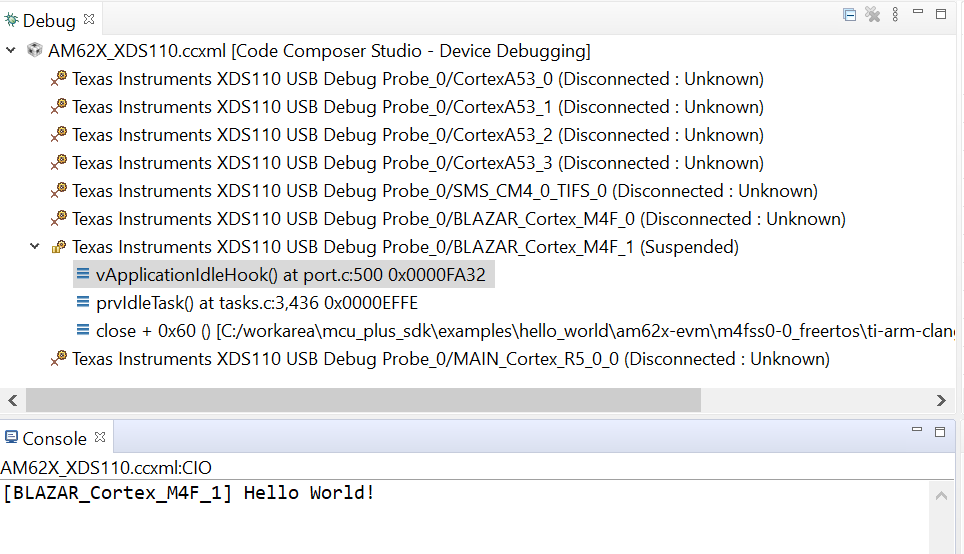 Debug
AM62X_XDS110.ccxml [Code Composer Studio - Device Debugging]
Texas Instruments XDS110 USB Debug Probe_0/CortexA53_0 (Disconnected : Unknown)
Texas Instruments XDS110 USB Debug Probe_0/CortexA53_1 (Disconnected : Unknown)
Texas Instruments XDS110 USB Debug Probe_0/CortexA53_2 (Disconnected : Unknown)
Texas Instruments XDS110 USB Debug Probe_0/CortexA53_3 (Disconnected : Unknown)
Texas Instruments XDS110 USB Debug Probe_0/SMS_CM4_0_TIFS_0 (Disconnected : Unknown)
Texas Instruments XDS110 USB Debug Probe_0/BLAZAR_Cortex_M4F_0 (Disconnected : Unknown)
Texas Instruments XDS110 USB Debug Probe_0/BLAZAR_Cortex_M4F_1 (Suspended)
vApplicationIdleHook() at port.c:500 0x0000FA32
prvIdleTask() at tasks.c:3,436 0x0000EFFE
close + 0x60 () [C:/workarea\mcu_plus_sdk\examples\hello_world\am62x-evm\m4fss0-0_freertos\ti-arm-clang
Texas Instruments XDS110 USB Debug Probe_0/MAIN_Cortex_R5_0_0 (Disconnected : Unknown)
Console
AM62X_XDS110.ccxml:CIO
[BLAZAR_Cortex_M4F_1] Hello World!